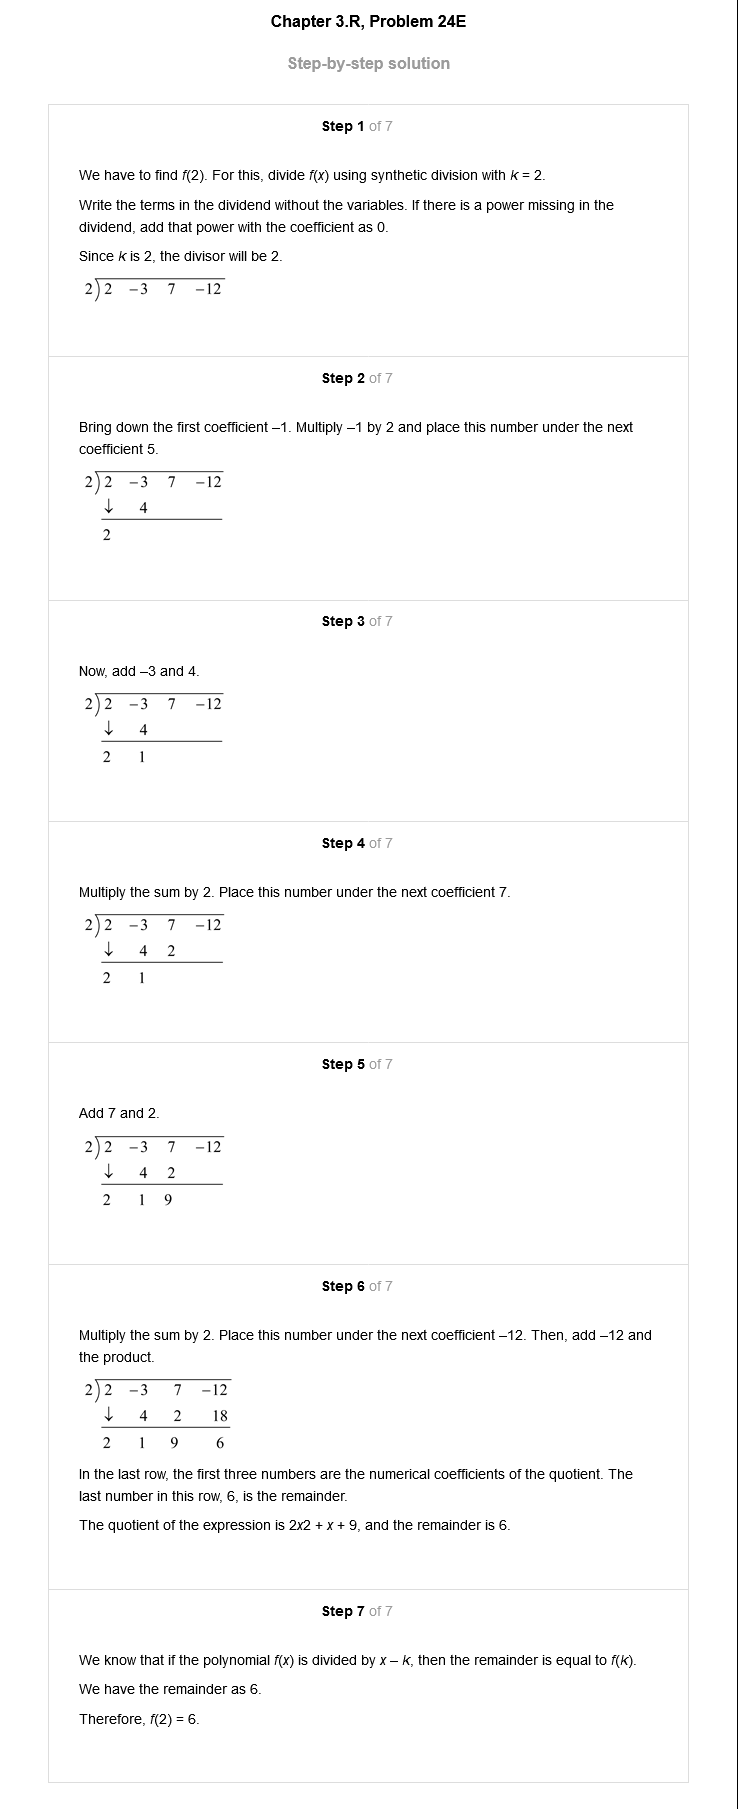 Chapter 3.R, Problem 24E
Step-by-step solution
Step 1 of 7
We have to find f(2). For this, divide f(x) using synthetic division with k = 2.
Write the terms in the dividend without the variables. If there is a power missing in the
dividend, add that power with the coefficient as 0.
Since k is 2, the divisor will be 2.
2) 2 −3 7 −12
Step 2 of 7
Bring down the first coefficient –1. Multiply –1 by 2 and place this number under the next
coefficient 5.
2) 2 −3 7 −12
↓ 4
2
Step 3 of 7
Now, add –3 and 4.
2) 2 −3 7 −12
↓ 4
2 1
Step 4 of 7
Multiply the sum by 2. Place this number under the next coefficient 7.
2) 2 −3 7 −12
↓ 4 2
2 1
Step 5 of 7
Add 7 and 2.
2) 2 −3 7 −12
↓ 4 2
2 1 9
Step 6 of 7
Multiply the sum by 2. Place this number under the next coefficient –12. Then, add –12 and
the product.
2) 2 −3 7 −12
↓ 4 2 18
2 1 9 6
In the last row, the first three numbers are the numerical coefficients of the quotient. The
last number in this row, 6, is the remainder.
The quotient of the expression is 2x2 + x + 9, and the remainder is 6.
Step 7 of 7
We know that if the polynomial f(x) is divided by x – k, then the remainder is equal to f(k).
We have the remainder as 6.
Therefore, f(2) = 6.